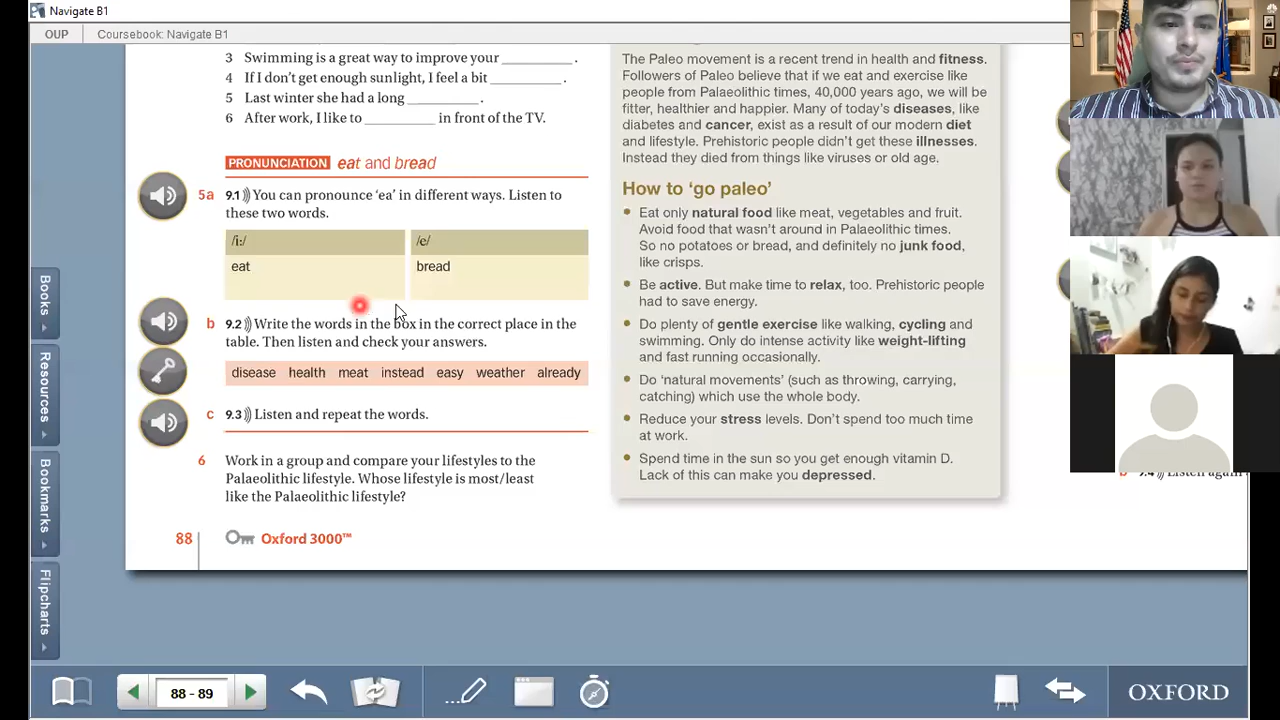 Navigate B1
OUP Coursebook: Navigate B1
3 Swimming is a great way to improve your __________.
4 If I don't get enough sunlight, I feel a bit __________.
5 Last winter she had a long __________.
6 After work, I like to __________ in front of the TV.
PRONUNCIATION eat and bread
5a 9.1 You can pronounce 'ea' in different ways. Listen to
these two words.
/iː/ /e/
eat bread
b 9.2 Write the words in the box in the correct place in the
table. Then listen and check your answers.
disease health meat instead easy weather already
c 9.3 Listen and repeat the words.
6 Work in a group and compare your lifestyles to the
Palaeolithic lifestyle. Whose lifestyle is most/least
like the Palaeolithic lifestyle?
88 Oxford 3000™
The Paleo movement is a recent trend in health and fitness.
Followers of Paleo believe that if we eat and exercise like
people from Palaeolithic times, 40,000 years ago, we will be
fitter, healthier and happier. Many of today's diseases, like
diabetes and cancer, exist as a result of our modern diet
and lifestyle. Prehistoric people didn't get these illnesses.
Instead they died from things like viruses or old age.
How to 'go paleo'
• Eat only natural food like meat, vegetables and fruit.
Avoid food that wasn't around in Palaeolithic times.
So no potatoes or bread, and definitely no junk food,
like crisps.
• Be active. But make time to relax, too. Prehistoric people
had to save energy.
• Do plenty of gentle exercise like walking, cycling and
swimming. Only do intense activity like weight-lifting
and fast running occasionally.
• Do 'natural movements' (such as throwing, carrying,
catching) which use the whole body.
• Reduce your stress levels. Don't spend too much time
at work.
• Spend time in the sun so you get enough vitamin D.
Lack of this can make you depressed.
Listen again
Books
Resources
Bookmarks
Flipcharts
88 - 89
OXFORD